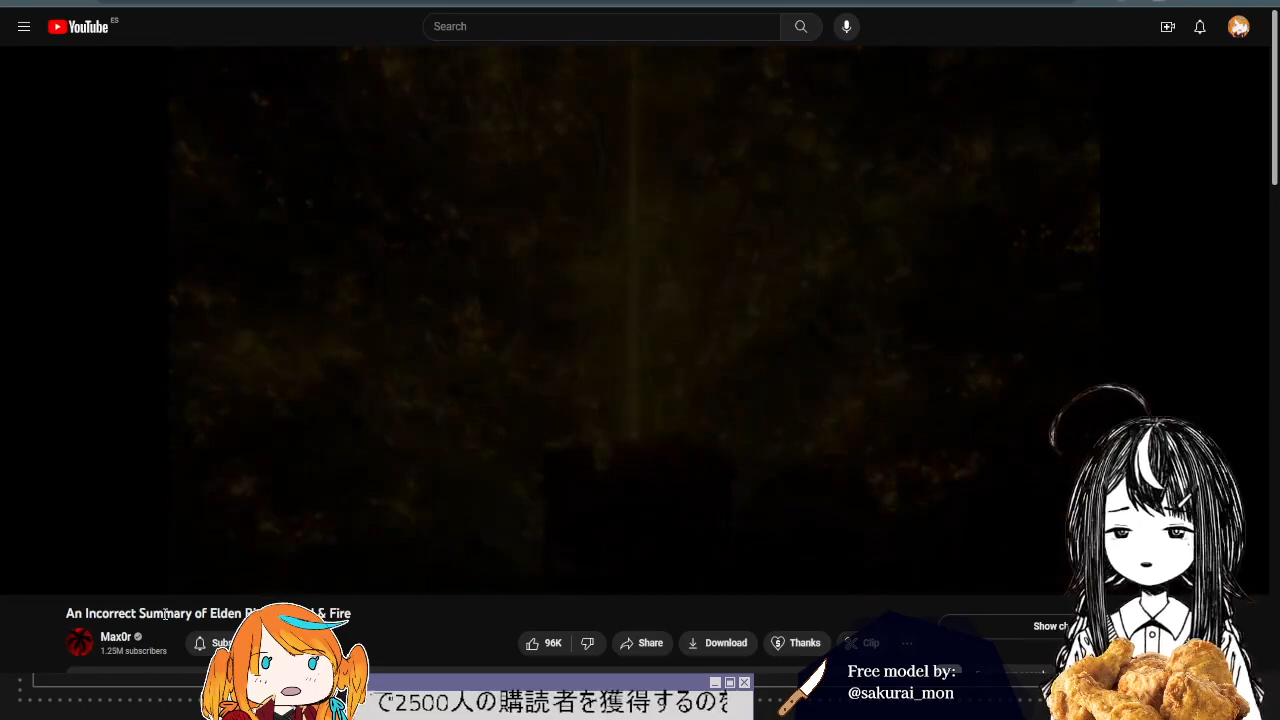 YouTube ES
Search
An Incorrect Summary of Elden & Fire
Max0r
1.25M subscribers
96K
Share
Download
Thanks
Clip
Show
Free model by:
@sakurai_mon
で2500人の購読者を獲得するのを